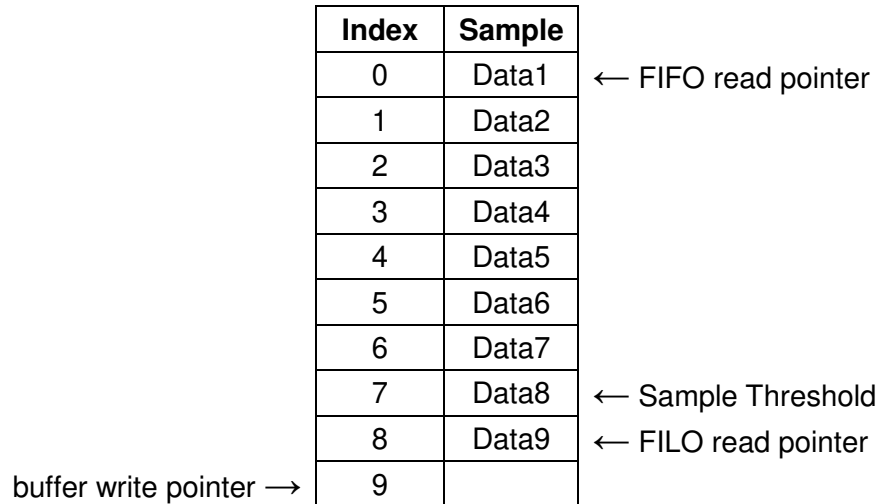 Index Sample
0 Data1 ← FIFO read pointer
1 Data2
2 Data3
3 Data4
4 Data5
5 Data6
6 Data7
7 Data8 ← Sample Threshold
8 Data9 ← FILO read pointer
buffer write pointer → 9